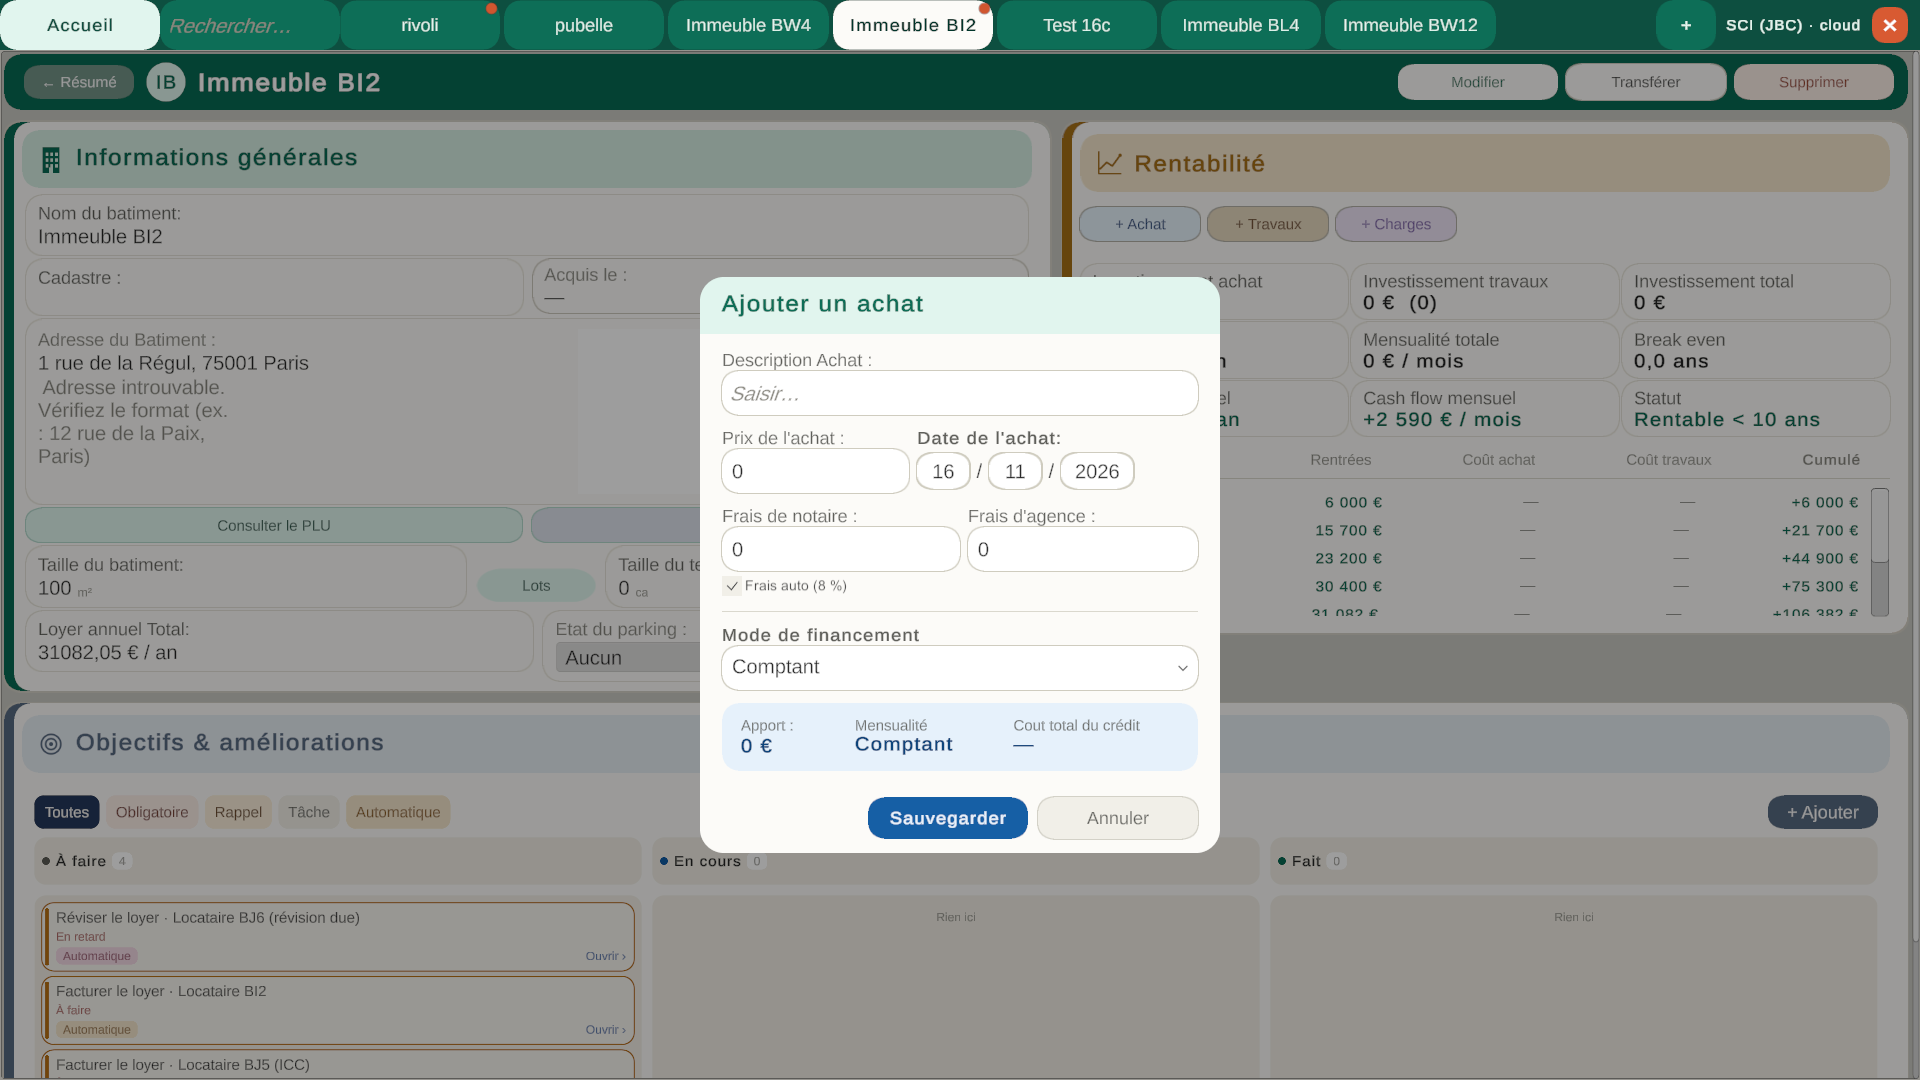 Accueil
Rechercher...
rivoli
pubelle
Immeuble BW4
Immeuble BI2
Test 16c
Immeuble BL4
Immeuble BW12
+
SCI (JBC) · cloud
← Résumé
IB
Immeuble BI2
Modifier
Transférer
Supprimer
Informations générales
Nom du batiment:
Immeuble BI2
Cadastre :
Acquis le :
—
Adresse du Batiment :
1 rue de la Régul, 75001 Paris
Adresse introuvable.
Vérifiez le format (ex.
: 12 rue de la Paix,
Paris)
Consulter le PLU
Taille du batiment:
100 m²
Lots
Taille du te
0 ca
Loyer annuel Total:
31082,05 € / an
Etat du parking :
Aucun
Rentabilité
+ Achat
+ Travaux
+ Charges
achat
Investissement travaux
0 € (0)
Investissement total
0 €
Mensualité totale
0 € / mois
Break even
0,0 ans
el
an
Cash flow mensuel
+2 590 € / mois
Statut
Rentable < 10 ans
Rentrées
Coût achat
Coût travaux
Cumulé
6 000 € — — +6 000 €
15 700 € — — +21 700 €
23 200 € — — +44 900 €
30 400 € — — +75 300 €
31 082 € — — +106 382 €
Ajouter un achat
Description Achat :
Saisir...
Prix de l'achat :
0
Date de l'achat:
16 / 11 / 2026
Frais de notaire :
0
Frais d'agence :
0
Frais auto (8 %)
Mode de financement
Comptant
Apport :
0 €
Mensualité
Comptant
Cout total du crédit
—
Sauvegarder
Annuler
Objectifs & améliorations
Toutes
Obligatoire
Rappel
Tâche
Automatique
+ Ajouter
À faire 4
En cours 0
Fait 0
Réviser le loyer · Locataire BJ6 (révision due)
En retard
Automatique
Ouvrir ›
Facturer le loyer · Locataire BI2
À faire
Automatique
Ouvrir ›
Facturer le loyer · Locataire BJ5 (ICC)
Rien ici
Rien ici